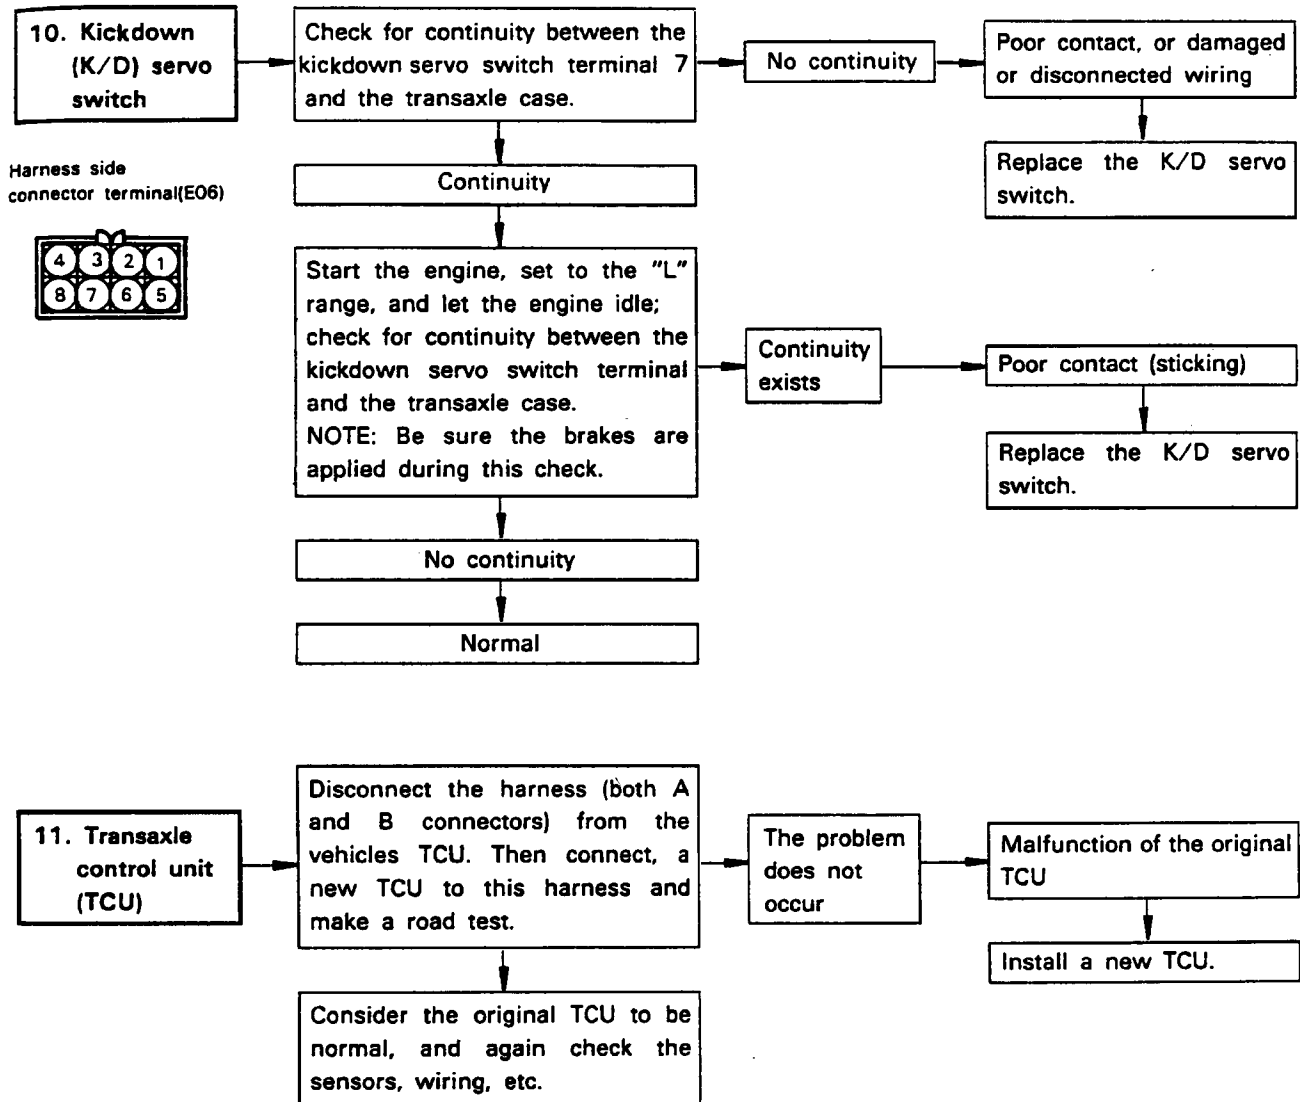 10. Kickdown
(K/D) servo
switch
Check for continuity between the
kickdown servo switch terminal 7
and the transaxle case.
No continuity
Poor contact, or damaged
or disconnected wiring
Replace the K/D servo
switch.
Harness side
connector terminal(E06)
4 3 2 1
8 7 6 5
Continuity
Start the engine, set to the "L"
range, and let the engine idle;
check for continuity between the
kickdown servo switch terminal
and the transaxle case.
NOTE: Be sure the brakes are
applied during this check.
Continuity
exists
Poor contact (sticking)
Replace the K/D servo
switch.
No continuity
Normal
11. Transaxle
control unit
(TCU)
Disconnect the harness (both A
and B connectors) from the
vehicles TCU. Then connect, a
new TCU to this harness and
make a road test.
The problem
does not
occur
Malfunction of the original
TCU
Install a new TCU.
Consider the original TCU to be
normal, and again check the
sensors, wiring, etc.